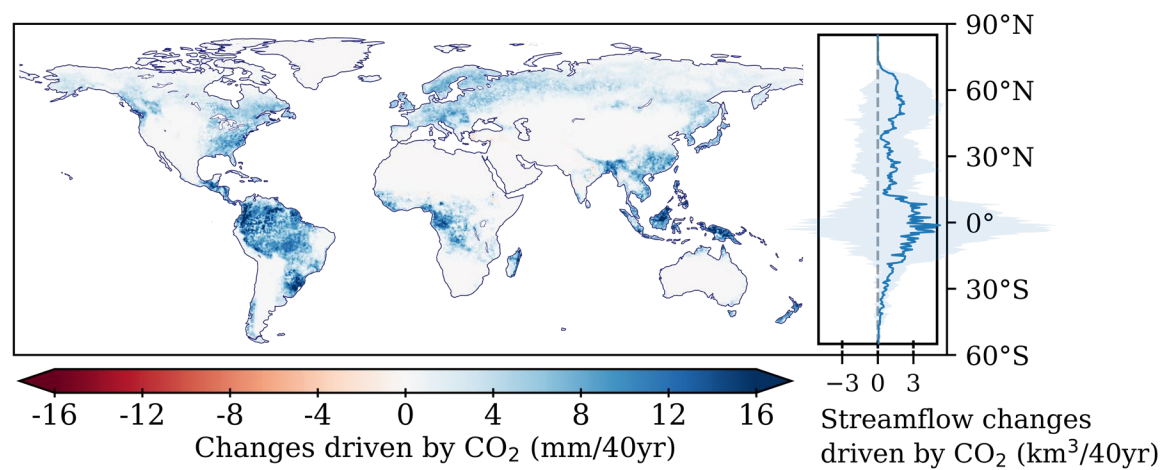 90°N
60°N
30°N
0°
30°S
60°S
−3 0 3
Streamflow changes
driven by CO₂ (km³/40yr)
-16 -12 -8 -4 0 4 8 12 16
Changes driven by CO₂ (mm/40yr)